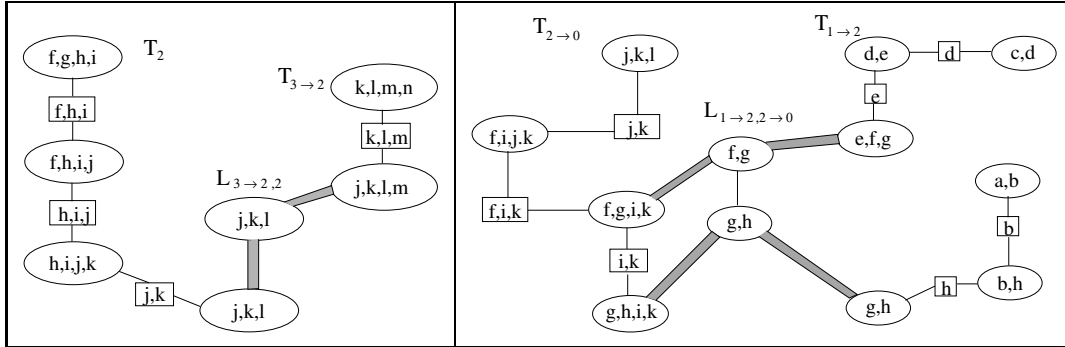 T2
f,g,h,i
f,h,i
f,h,i,j
h,i,j
h,i,j,k
j,k
j,k,l
L3→2,2
j,k,l
T3→2
k,l,m,n
k,l,m
j,k,l,m
T2→0
j,k,l
j,k
f,i,j.k
f,i,k
f,g,i,k
i,k
g,h,i,k
L1→2,2→0
f,g
g,h
T1→2
d,e
d
c,d
e
e,f,g
a,b
b
b,h
h
g,h